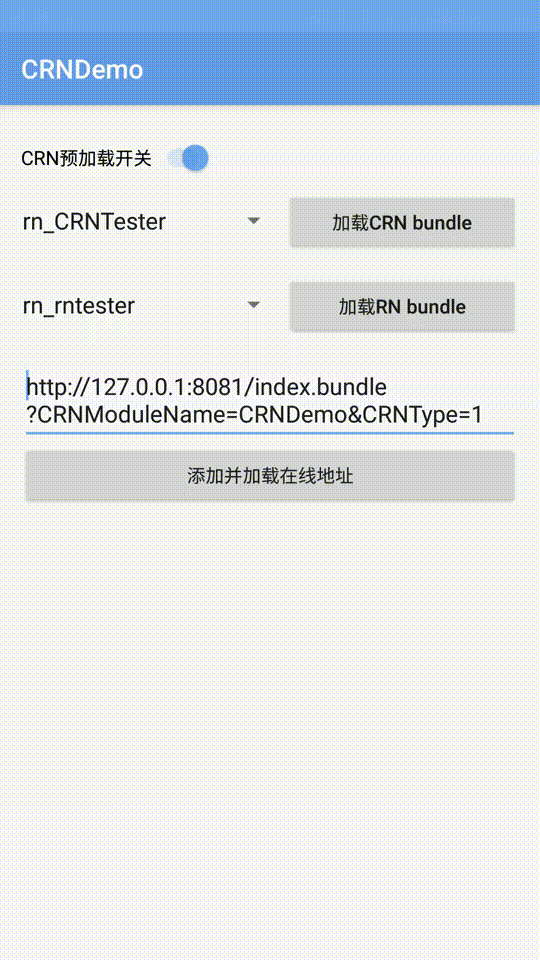 CRNDemo
CRN预加载开关
rn_CRNTester
加载CRN bundle
rn_rntester
加载RN bundle
http://127.0.0.1:8081/index.bundle
?CRNModuleName=CRNDemo&CRNType=1
添加并加载在线地址